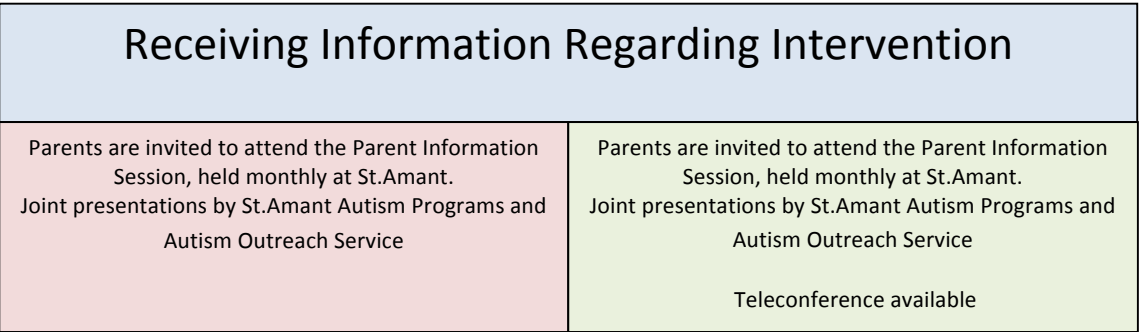 Receiving Information Regarding Intervention
Parents are invited to attend the Parent Information
Session, held monthly at St.Amant.
Joint presentations by St.Amant Autism Programs and
Autism Outreach Service
Parents are invited to attend the Parent Information
Session, held monthly at St.Amant.
Joint presentations by St.Amant Autism Programs and
Autism Outreach Service
Teleconference available